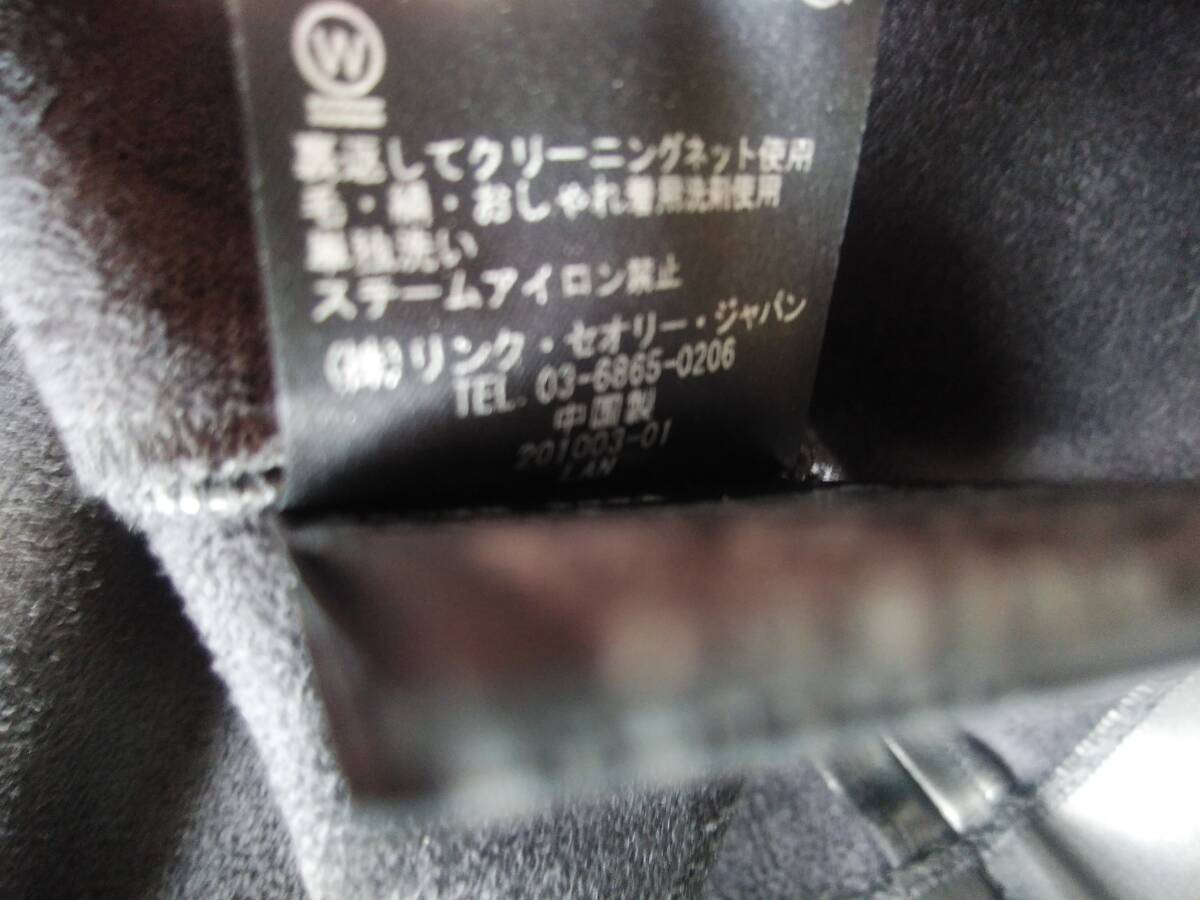 W
裏返してクリーニングネット使用
毛・絹・おしゃれ着用洗剤使用
単独洗い
スチームアイロン禁止
(株)リンク・セオリー・ジャパン
TEL. 03-6865-0206
中国製
201003-01
LAN